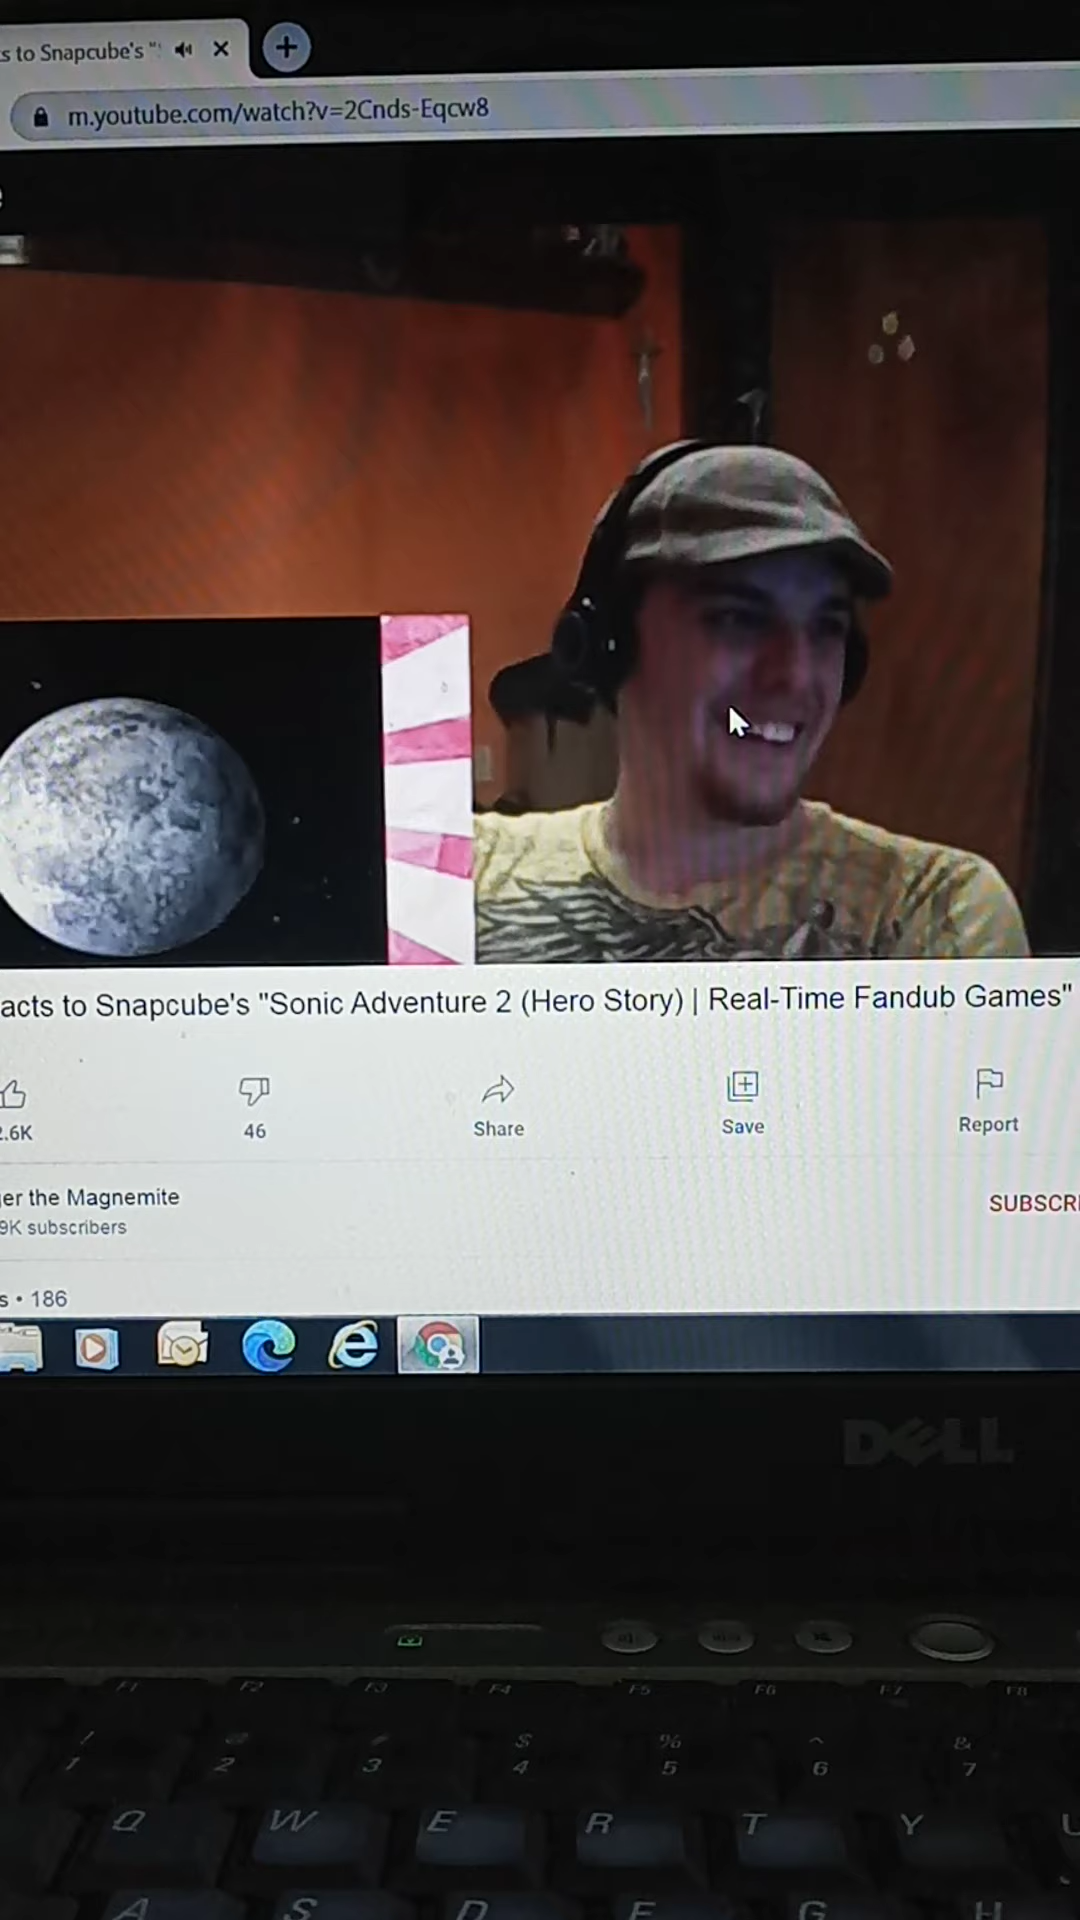 s to Snapcube's "
m.youtube.com/watch?v=2Cnds-Eqcw8
acts to Snapcube's "Sonic Adventure 2 (Hero Story) | Real-Time Fandub Games"
.6K
46
Share
Save
Report
er the Magnemite
9K subscribers
SUBSCRI
s • 186
DELL
F1 F2 F3 F4 F5 F6 F7 F8
! @ # $ % ^ &
1 2 3 4 5 6 7
Q W E R T Y U
A S D F G H